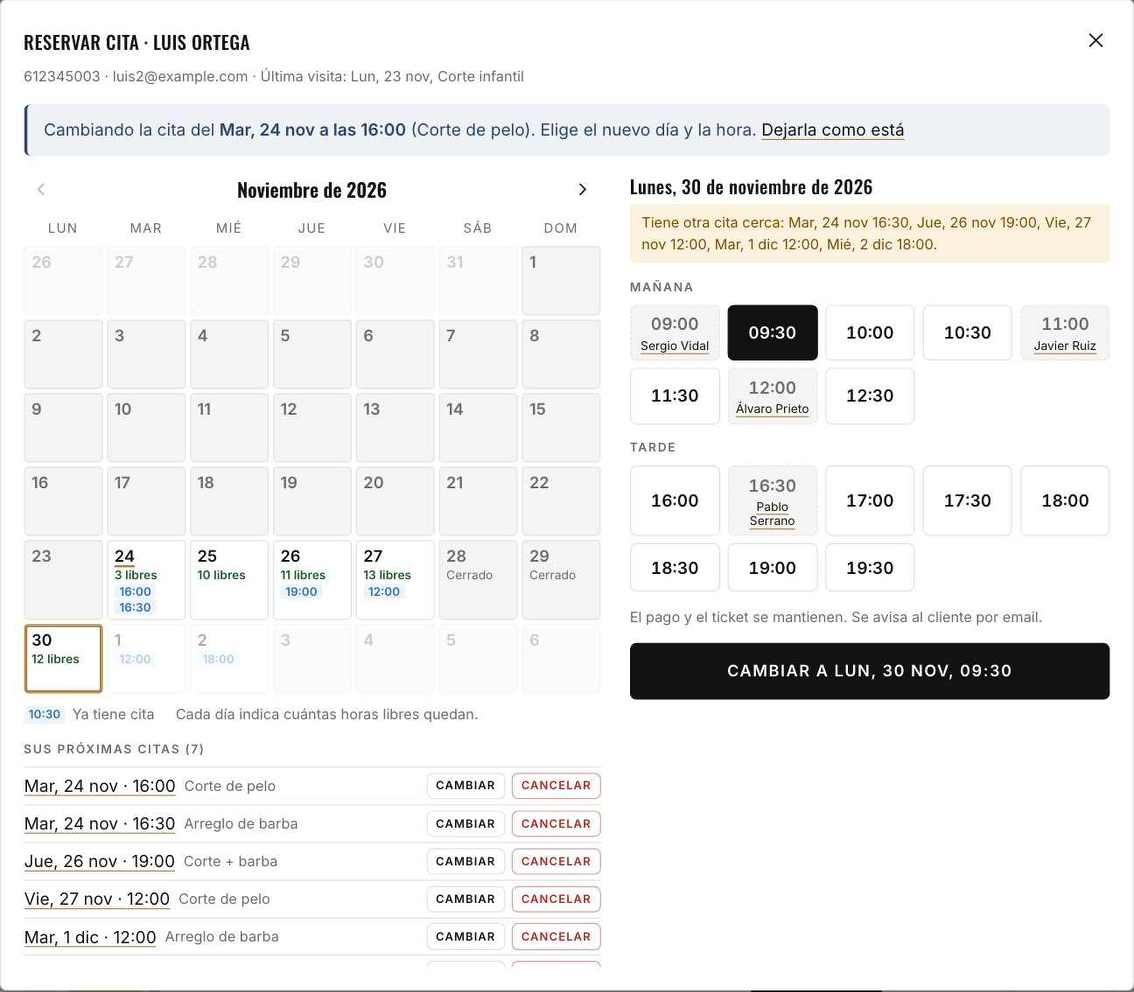 RESERVAR CITA · LUIS ORTEGA
612345003 · luis2@example.com · Última visita: Lun, 23 nov, Corte infantil
Cambiando la cita del Mar, 24 nov a las 16:00 (Corte de pelo). Elige el nuevo día y la hora. Dejarla como está
Noviembre de 2026
LUN MAR MIÉ JUE VIE SÁB DOM
26 27 28 29 30 31 1
2 3 4 5 6 7 8
9 10 11 12 13 14 15
16 17 18 19 20 21 22
23 24 25 26 27 28 29
3 libres 10 libres 11 libres 13 libres Cerrado Cerrado
16:00 19:00 12:00
16:30
30 1 2 3 4 5 6
12 libres 12:00 18:00
10:30 Ya tiene cita Cada día indica cuántas horas libres quedan.
SUS PRÓXIMAS CITAS (7)
Mar, 24 nov · 16:00 Corte de pelo CAMBIAR CANCELAR
Mar, 24 nov · 16:30 Arreglo de barba CAMBIAR CANCELAR
Jue, 26 nov · 19:00 Corte + barba CAMBIAR CANCELAR
Vie, 27 nov · 12:00 Corte de pelo CAMBIAR CANCELAR
Mar, 1 dic · 12:00 Arreglo de barba CAMBIAR CANCELAR
Lunes, 30 de noviembre de 2026
Tiene otra cita cerca: Mar, 24 nov 16:30, Jue, 26 nov 19:00, Vie, 27
nov 12:00, Mar, 1 dic 12:00, Mié, 2 dic 18:00.
MAÑANA
09:00 09:30 10:00 10:30 11:00
Sergio Vidal Javier Ruiz
11:30 12:00 12:30
Álvaro Prieto
TARDE
16:00 16:30 17:00 17:30 18:00
Pablo
Serrano
18:30 19:00 19:30
El pago y el ticket se mantienen. Se avisa al cliente por email.
CAMBIAR A LUN, 30 NOV, 09:30